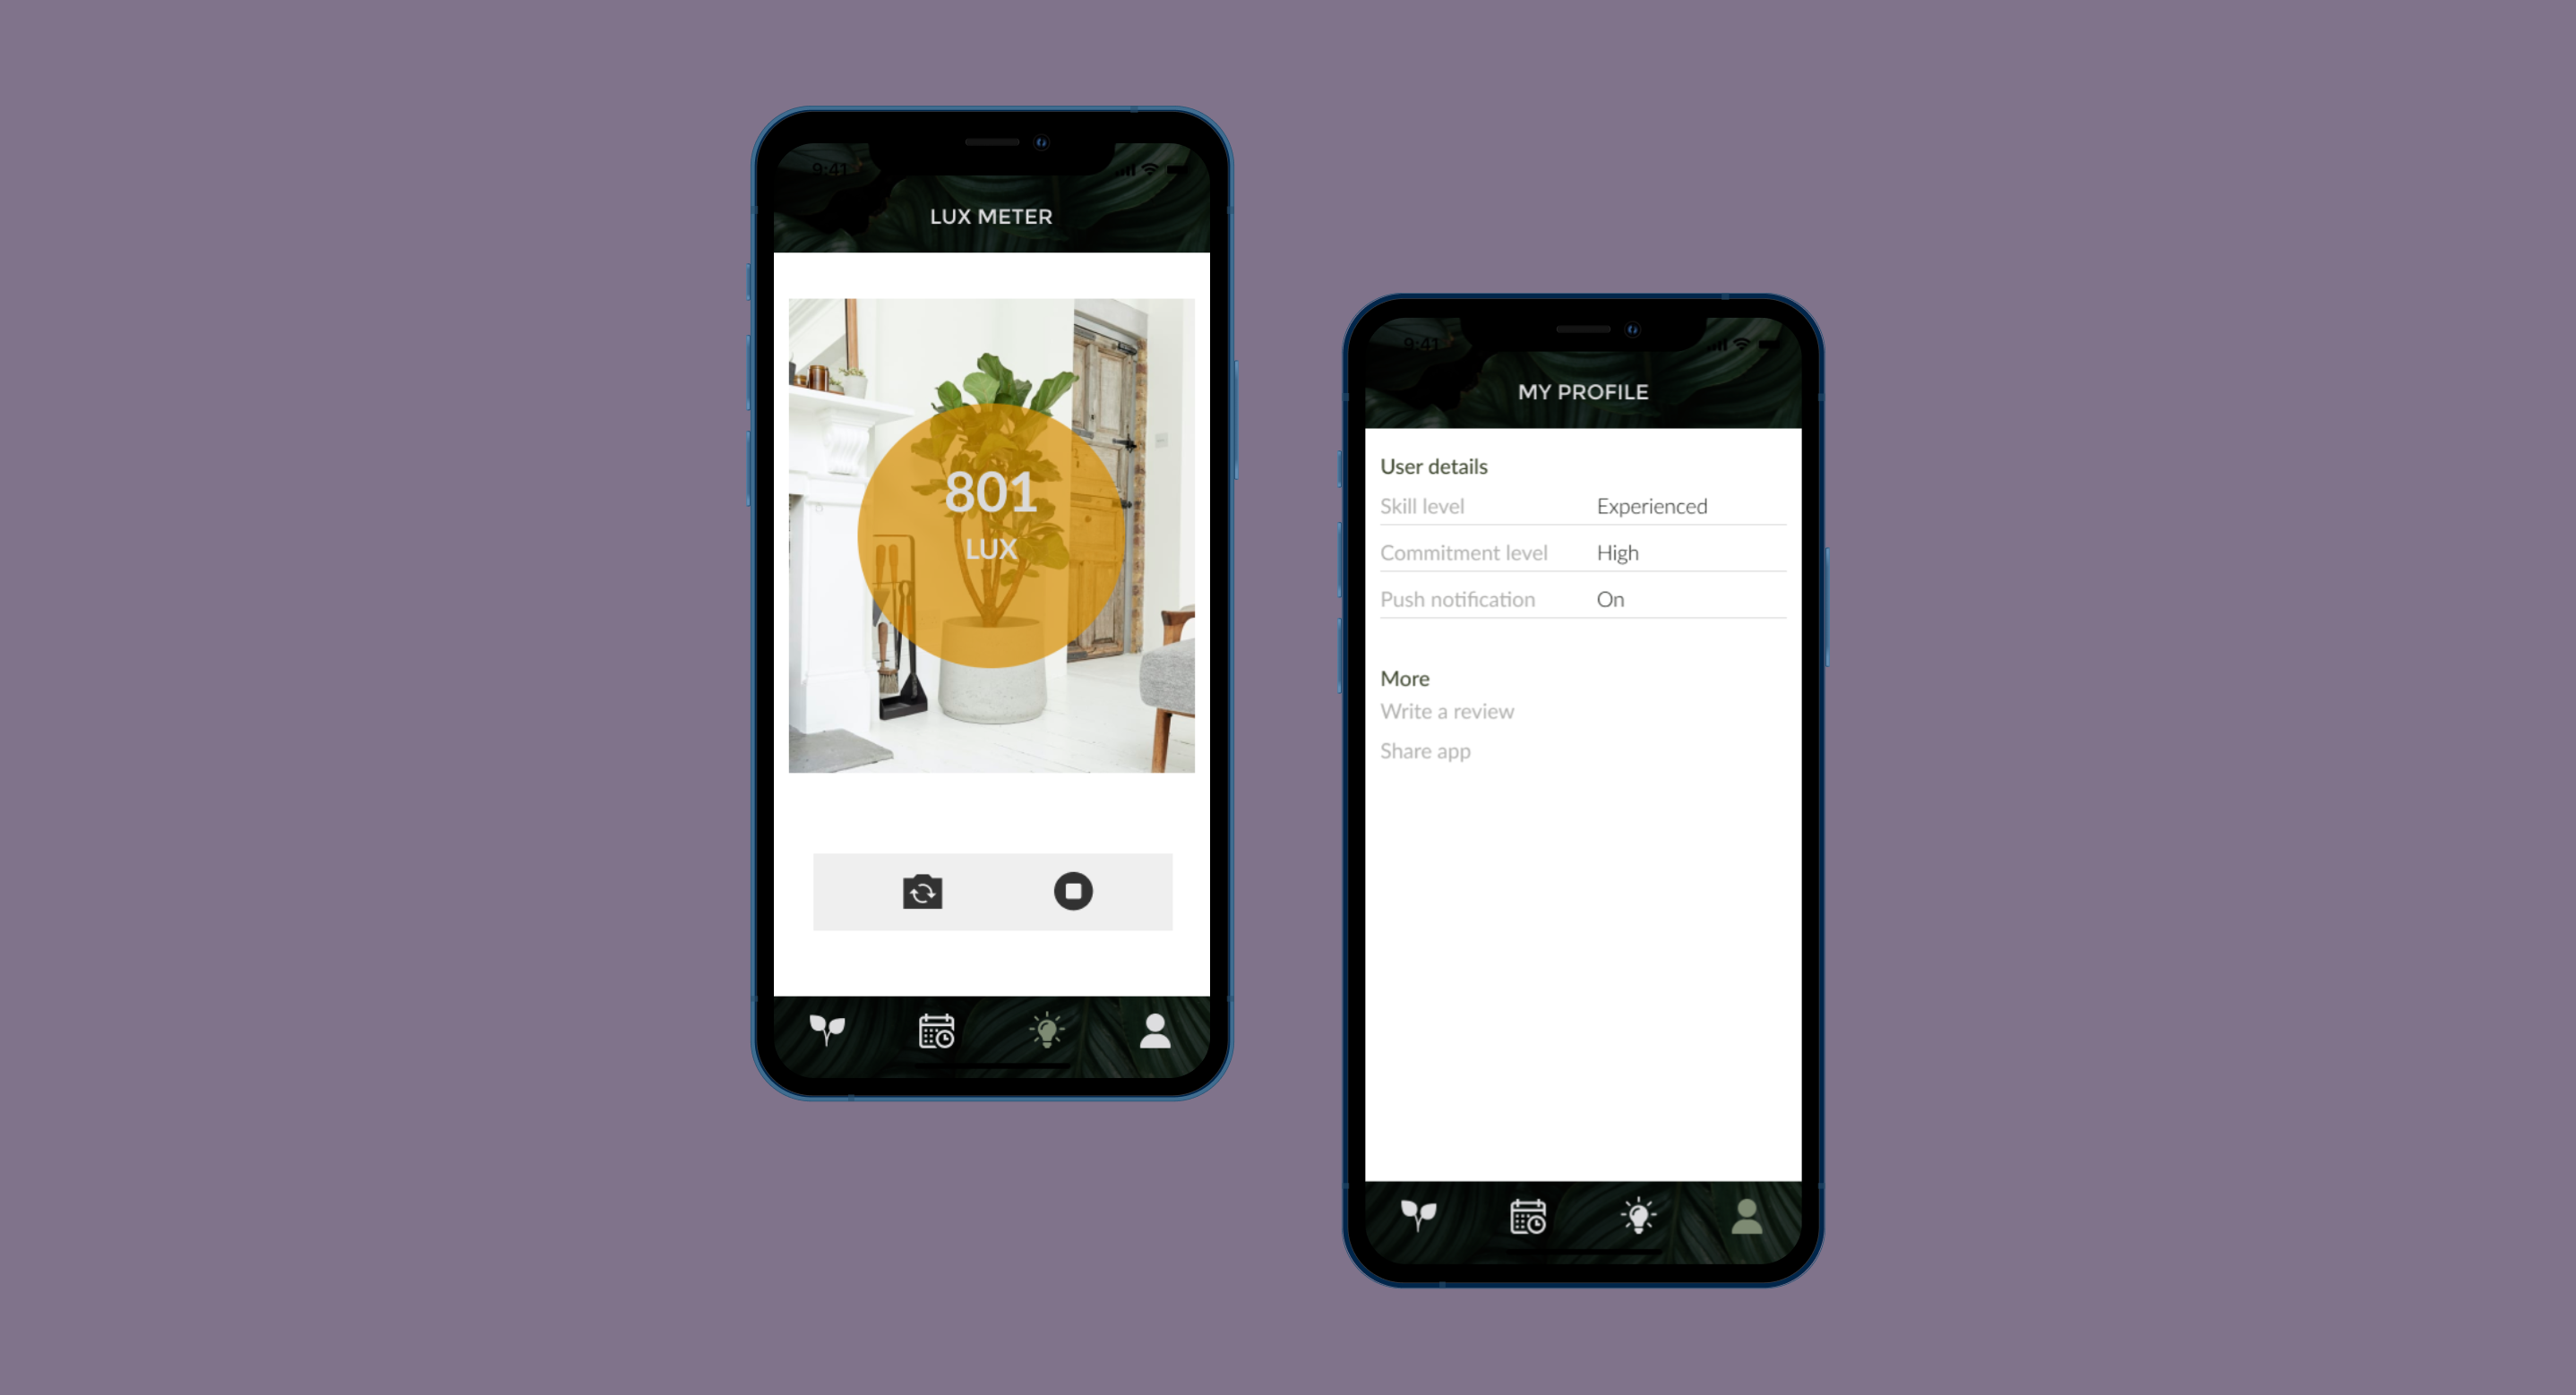 9:41
LUX METER
801
LUX
9:41
MY PROFILE
User details
Skill level Experienced
Commitment level High
Push notification On
More
Write a review
Share app